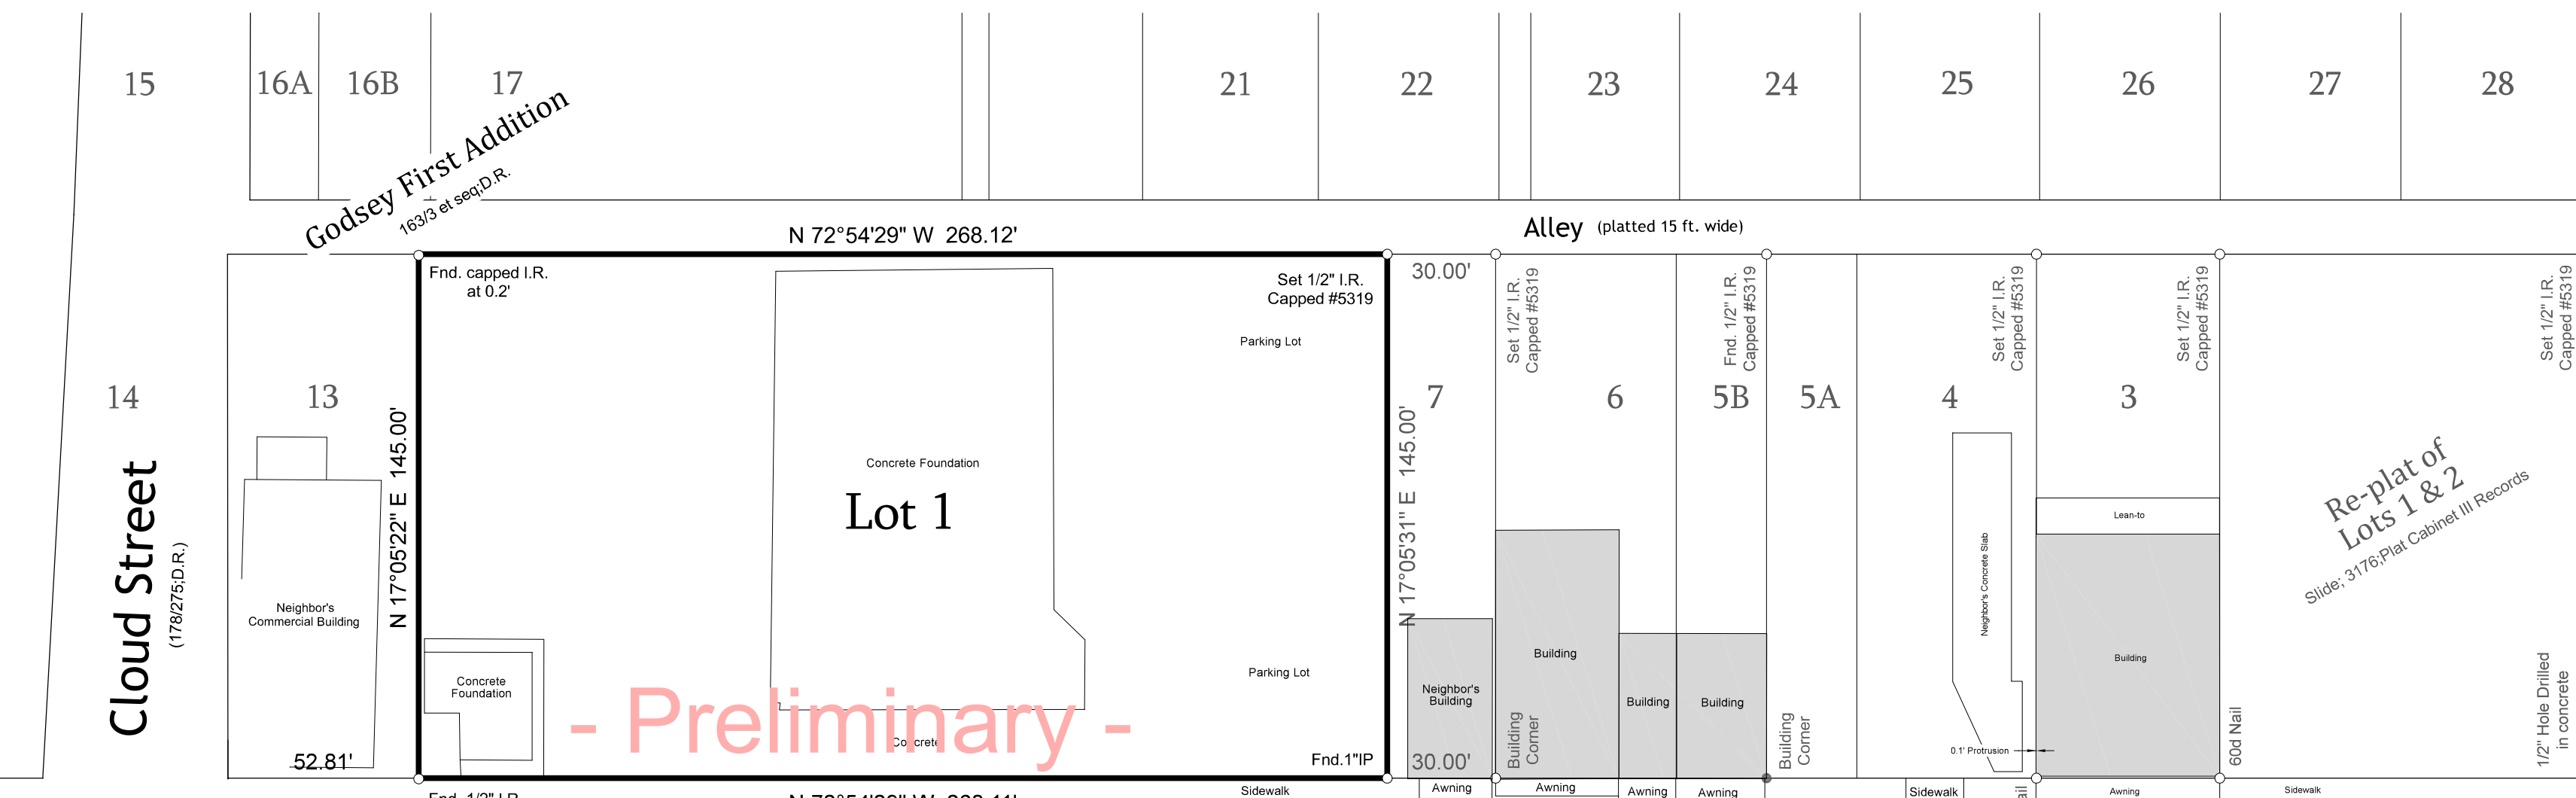 15
16A
16B
17
21
22
23
24
25
26
27
28
Godsey First Addition
163/3 et seq;D.R.
N 72°54'29" W 268.12'
Alley (platted 15 ft. wide)
Fnd. capped I.R.
at 0.2'
Set 1/2" I.R.
Capped #5319
30.00'
Set 1/2" I.R.
Capped #5319
Fnd. 1/2" I.R.
Capped #5319
Set 1/2" I.R.
Capped #5319
Set 1/2" I.R.
Capped #5319
Set 1/2" I.R.
Capped #5319
Parking Lot
14
13
7
6
5B
5A
4
3
N 17°05'22" E 145.00'
N 17°05'31" E 145.00'
Concrete Foundation
Lot 1
Cloud Street
(178/275;D.R.)
Neighbor's
Commercial Building
Neighbor's Concrete Slab
Lean-to
Re-plat of
Lots 1 & 2
Slide; 3176;Plat Cabinet III Records
Concrete
Foundation
Parking Lot
Neighbor's
Building
Building
Building
Building
Building
- Preliminary -
Concrete
Building
Corner
Building
Corner
0.1' Protrusion
60d Nail
1/2" Hole Drilled
in concrete
52.81'
Fnd.1"IP
30.00'
Sidewalk
Awning
Awning
Awning
Awning
Sidewalk
Awning
Sidewalk